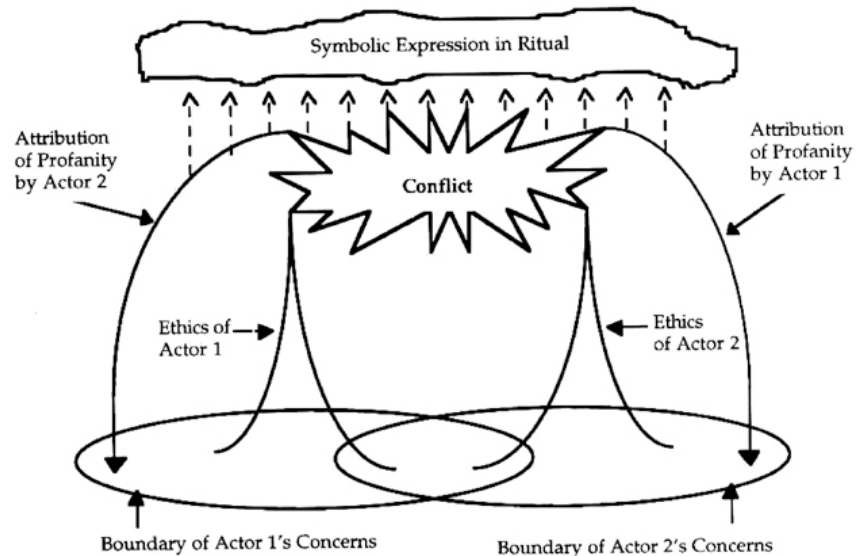 Symbolic Expression in Ritual
Attribution
of Profanity
by Actor 2
Attribution
of Profanity
by Actor 1
Conflict
Ethics of
Actor 1
Ethics
of Actor 2
Boundary of Actor 1's Concerns
Boundary of Actor 2's Concerns